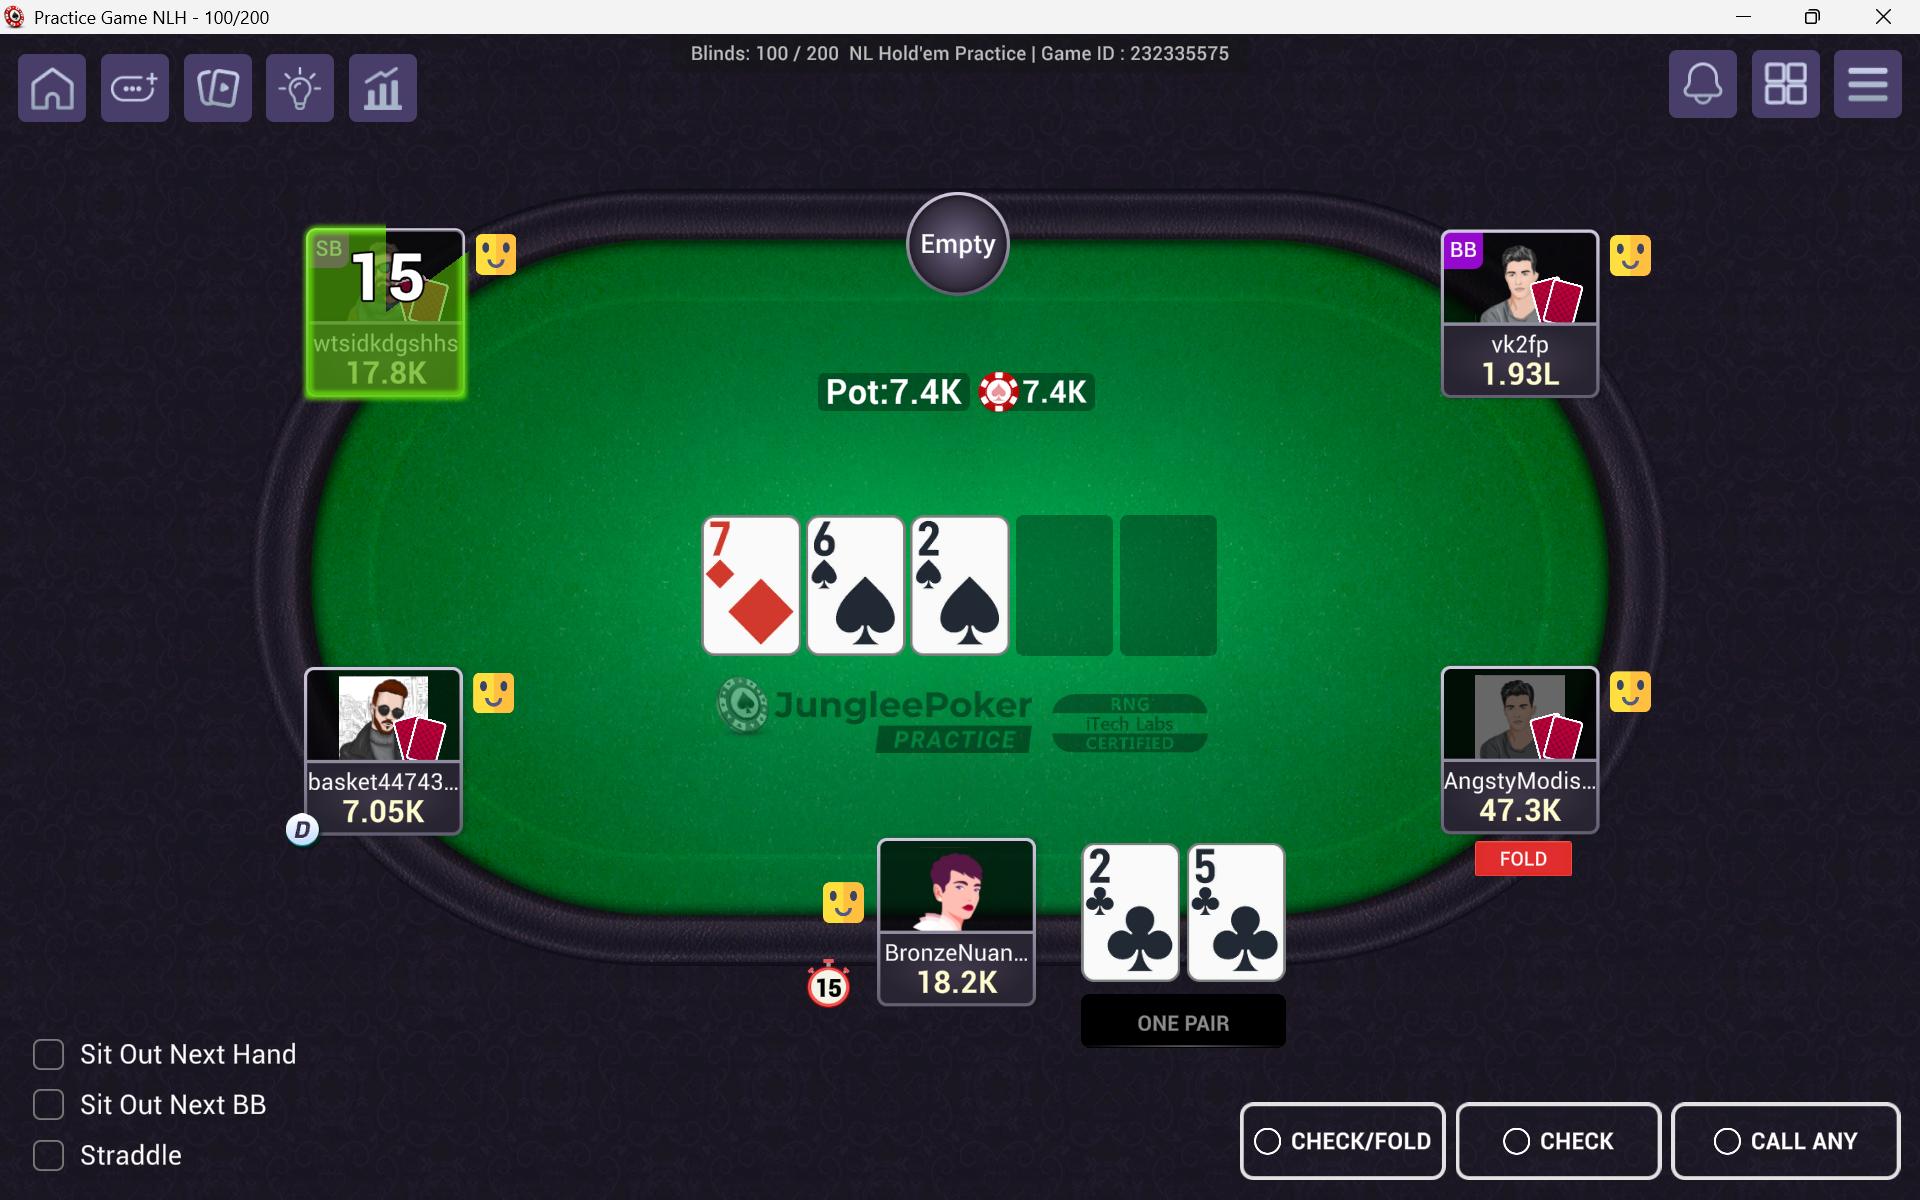 Practice Game NLH - 100/200
Blinds: 100 / 200 NL Hold'em Practice | Game ID : 232335575
Empty
SB
15
wtsidkdgshhs
17.8K
BB
vk2fp
1.93L
Pot:7.4K 7.4K
7
6
2
JungleePoker
PRACTICE
RNG
iTech Labs
CERTIFIED
basket44743...
7.05K
D
AngstyModis...
47.3K
FOLD
BronzeNuan...
18.2K
15
2
5
ONE PAIR
Sit Out Next Hand
Sit Out Next BB
Straddle
CHECK/FOLD
CHECK
CALL ANY